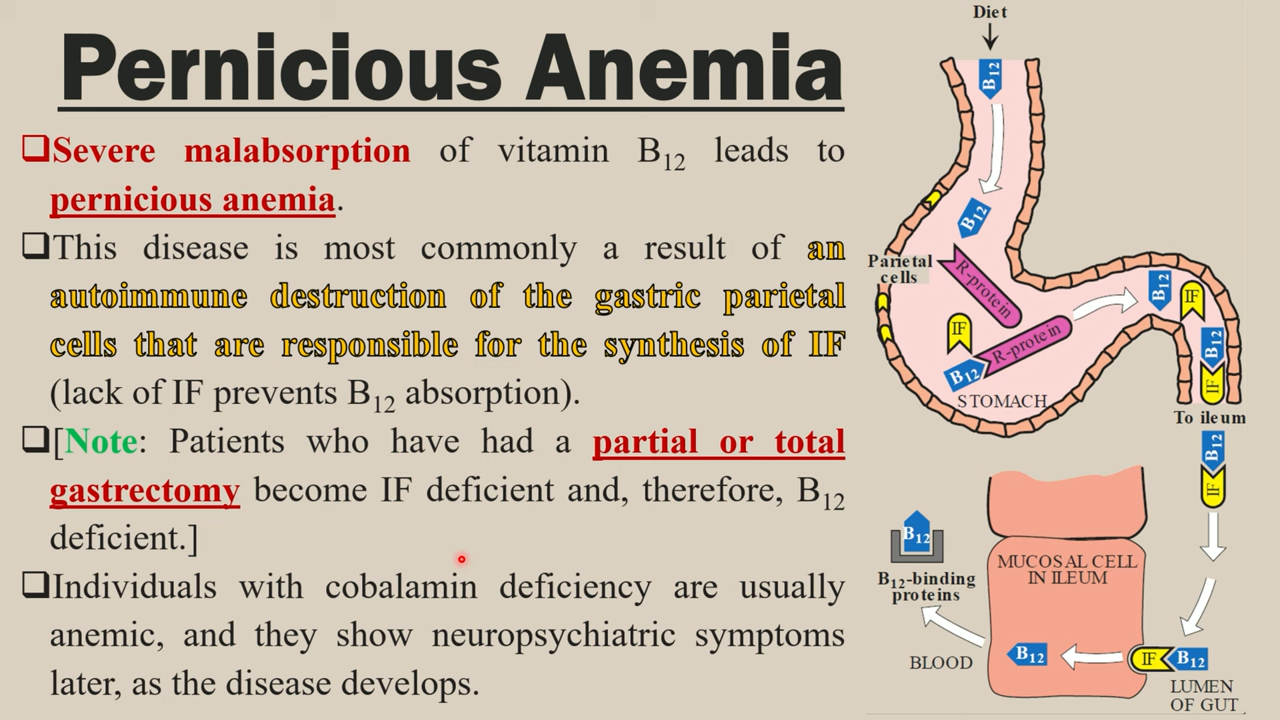 Pernicious Anemia
❑Severe malabsorption of vitamin B₁₂ leads to
pernicious anemia.
❑This disease is most commonly a result of an
autoimmune destruction of the gastric parietal
cells that are responsible for the synthesis of IF
(lack of IF prevents B₁₂ absorption).
❑[Note: Patients who have had a partial or total
gastrectomy become IF deficient and, therefore, B₁₂
deficient.]
❑Individuals with cobalamin deficiency are usually
anemic, and they show neuropsychiatric symptoms
later, as the disease develops.
Diet
B₁₂
B₁₂
Parietal
cells
R-protein
B₁₂
IF
IF
R-protein
B₁₂
B₁₂
IF
STOMACH
To ileum
B₁₂
IF
B₁₂
MUCOSAL CELL
IN ILEUM
B₁₂-binding
proteins
B₁₂
IF
B₁₂
BLOOD
LUMEN
OF GUT